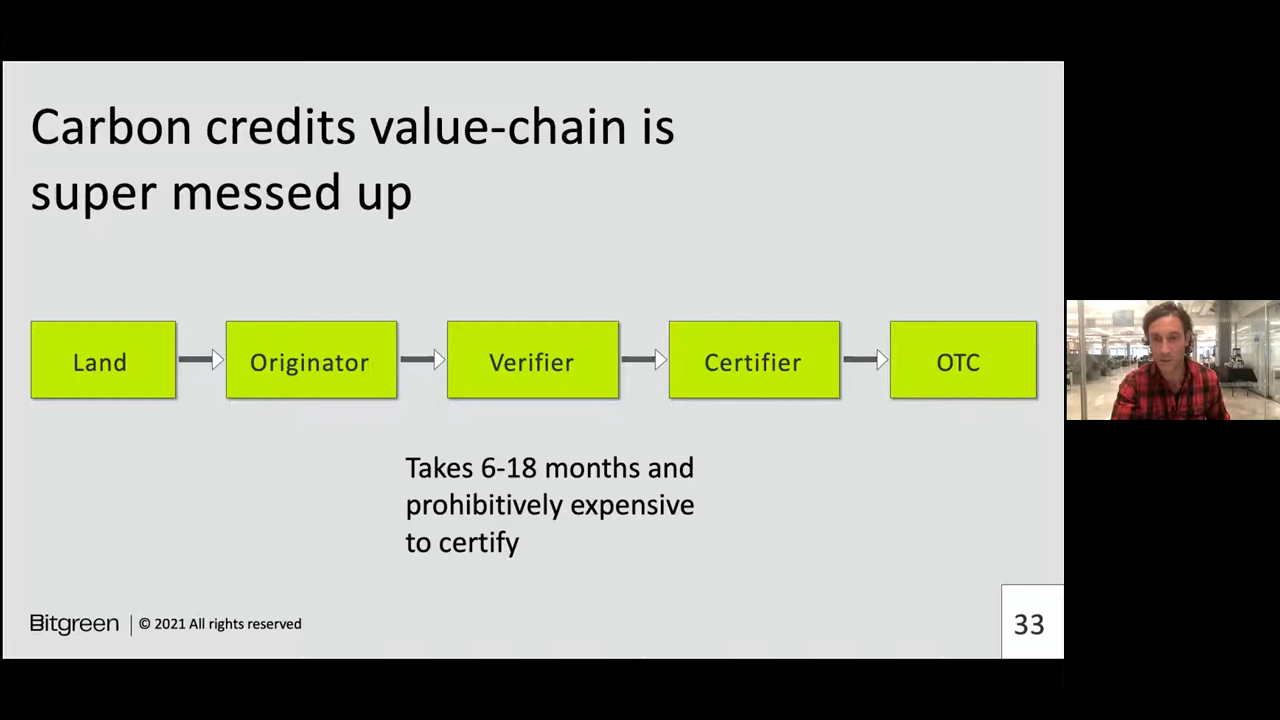 Carbon credits value-chain is
super messed up
Land
Originator
Verifier
Certifier
OTC
Takes 6-18 months and
prohibitively expensive
to certify
Bitgreen
© 2021 All rights reserved
33